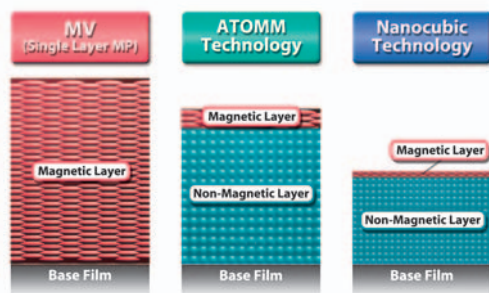 MV
(Single Layer MP)
Magnetic Layer
Base Film
ATOMM
Technology
Magnetic Layer
Non-Magnetic Layer
Base Film
Nanocubic
Technology
Magnetic Layer
Non-Magnetic Layer
Base Film